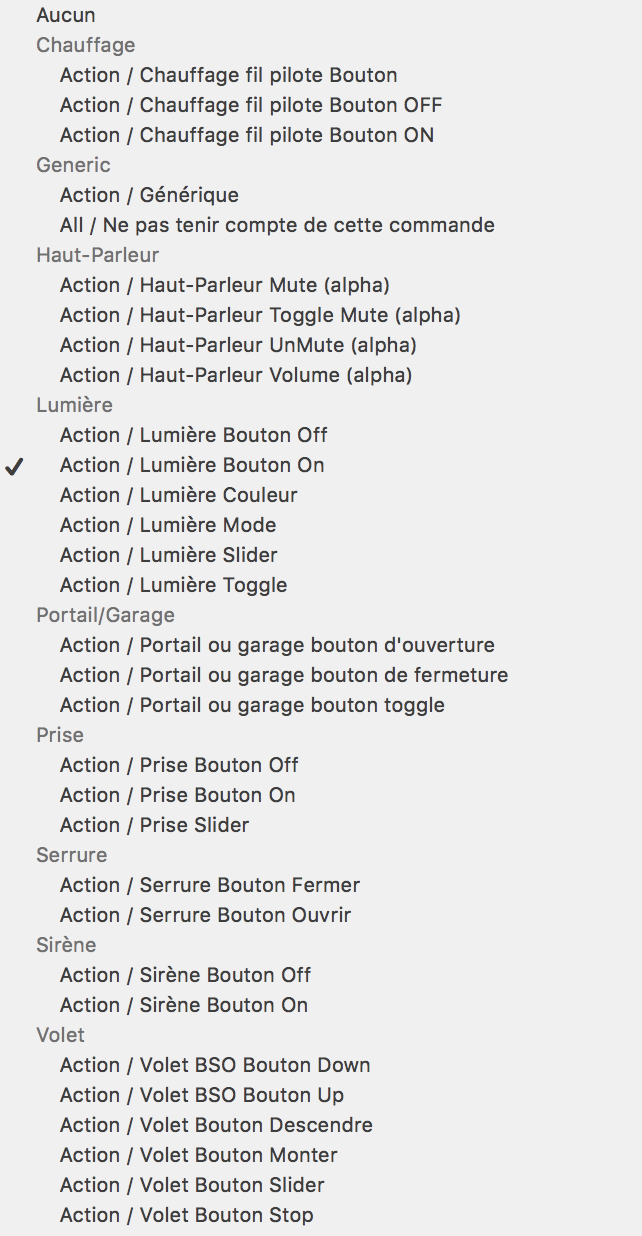 Aucun
Chauffage
Action / Chauffage fil pilote Bouton
Action / Chauffage fil pilote Bouton OFF
Action / Chauffage fil pilote Bouton ON
Generic
Action / Générique
All / Ne pas tenir compte de cette commande
Haut-Parleur
Action / Haut-Parleur Mute (alpha)
Action / Haut-Parleur Toggle Mute (alpha)
Action / Haut-Parleur UnMute (alpha)
Action / Haut-Parleur Volume (alpha)
Lumière
Action / Lumière Bouton Off
Action / Lumière Bouton On
Action / Lumière Couleur
Action / Lumière Mode
Action / Lumière Slider
Action / Lumière Toggle
Portail/Garage
Action / Portail ou garage bouton d'ouverture
Action / Portail ou garage bouton de fermeture
Action / Portail ou garage bouton toggle
Prise
Action / Prise Bouton Off
Action / Prise Bouton On
Action / Prise Slider
Serrure
Action / Serrure Bouton Fermer
Action / Serrure Bouton Ouvrir
Sirène
Action / Sirène Bouton Off
Action / Sirène Bouton On
Volet
Action / Volet BSO Bouton Down
Action / Volet BSO Bouton Up
Action / Volet Bouton Descendre
Action / Volet Bouton Monter
Action / Volet Bouton Slider
Action / Volet Bouton Stop